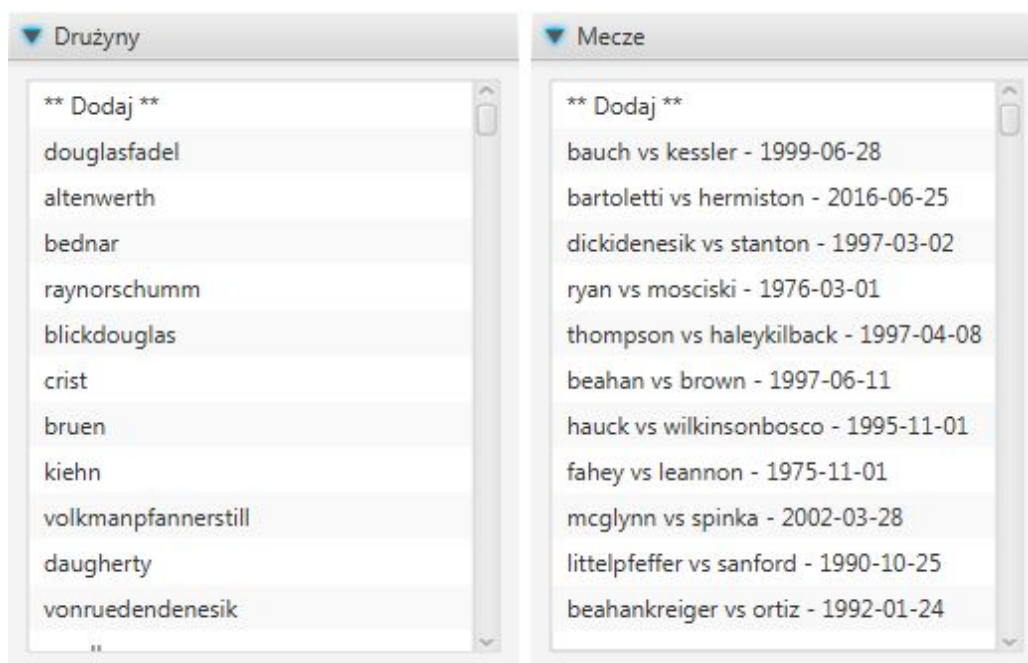 Drużyny
** Dodaj **
douglasfadel
altenwerth
bednar
raynorschumm
blickdouglas
crist
bruen
kiehn
volkmanpfannerstill
daugherty
vonruedendenesik
Mecze
** Dodaj **
bauch vs kessler - 1999-06-28
bartoletti vs hermiston - 2016-06-25
dickidenesik vs stanton - 1997-03-02
ryan vs mosciski - 1976-03-01
thompson vs haleykilback - 1997-04-08
beahan vs brown - 1997-06-11
hauck vs wilkinsonbosco - 1995-11-01
fahey vs leannon - 1975-11-01
mcglynn vs spinka - 2002-03-28
littelpfeffer vs sanford - 1990-10-25
beahankreiger vs ortiz - 1992-01-24